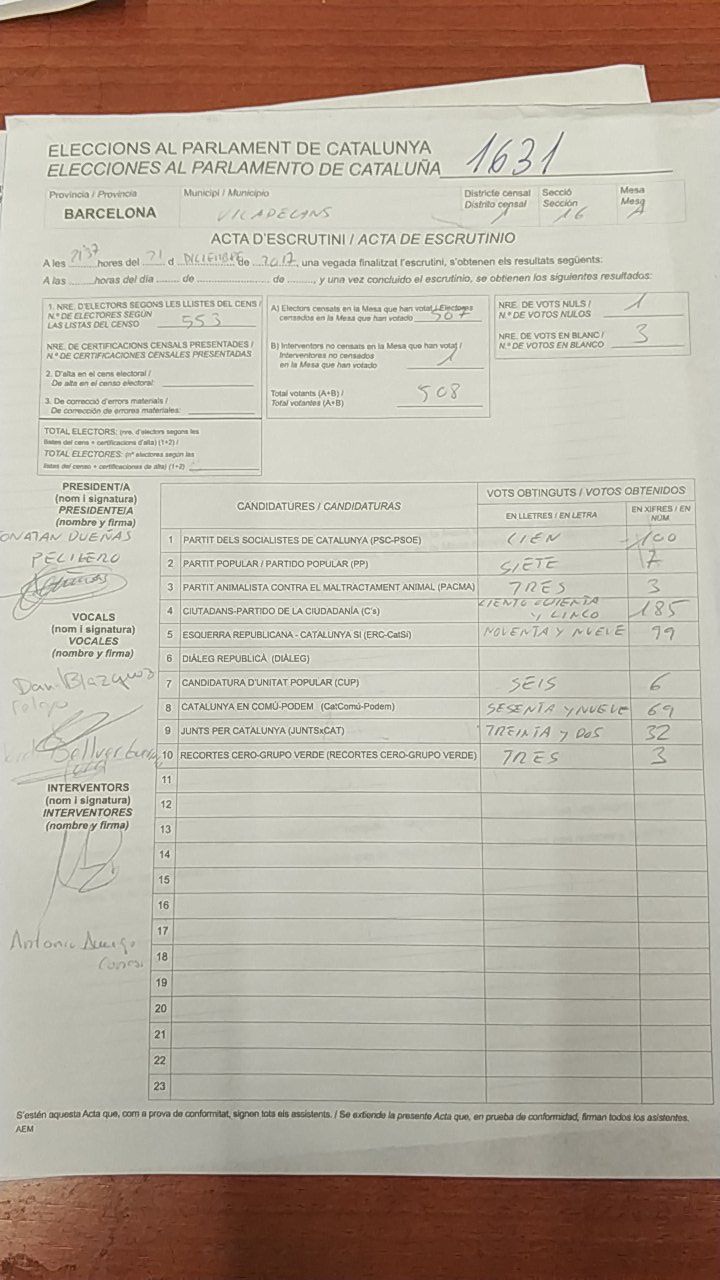 ELECCIONS AL PARLAMENT DE CATALUNYA
ELECCIONES AL PARLAMENTO DE CATALUÑA 1631
Provincia / Provincia
BARCELONA
Municipi / Municipio
VILADECANS
Districte censal
Distrito censal
1
Secció
Sección
16
Mesa
Mesa
A
ACTA D'ESCRUTINI / ACTA DE ESCRUTINIO
A les 2137 hores del 21 d DICIEMBRE de 2017, una vegada finalitzat l'escrutini, s'obtenen els resultats següents:
A las ........horas del día ...... de ................. de ........, y una vez concluido el escrutinio, se obtienen los siguientes resultados:
1. NRE. D'ELECTORS SEGONS LES LLISTES DEL CENS /
N.º DE ELECTORES SEGÚN
LAS LISTAS DEL CENSO 553
NRE. DE CERTIFICACIONS CENSALS PRESENTADES /
N.º DE CERTIFICACIONES CENSALES PRESENTADAS
2. D'alta en el cens electoral /
De alta en el censo electoral:
3. De correcció d'errors materials /
De corrección de errores materiales:
TOTAL ELECTORS: (nre. d'electors segons les
llistes del cens + certificacions d'alta) (1+2) /
TOTAL ELECTORES: (nº electores según las
listas del censo + certificaciones de alta) (1+2)
A) Electors censats en la Mesa que han votat / Electores
censados en la Mesa que han votado 507
B) Interventors no censats en la Mesa que han votat /
Interventores no censados
en la Mesa que han votado 1
Total votants (A+B) /
Total votantes (A+B) 508
NRE. DE VOTS NULS /
N.º DE VOTOS NULOS 1
NRE. DE VOTS EN BLANC /
N.º DE VOTOS EN BLANCO 3
PRESIDENT/A
(nom i signatura)
PRESIDENTE/A
(nombre y firma)
ONATAN DUEÑAS
PELIGERO
VOCALS
(nom i signatura)
VOCALES
(nombre y firma)
Dani Blazquez
INTERVENTORS
(nom i signatura)
INTERVENTORES
(nombre y firma)
Antonio
CANDIDATURES / CANDIDATURAS
VOTS OBTINGUTS / VOTOS OBTENIDOS
EN LLETRES / EN LETRA
EN XIFRES / EN NÚM.
1 PARTIT DELS SOCIALISTES DE CATALUNYA (PSC-PSOE) CIEN 100
2 PARTIT POPULAR / PARTIDO POPULAR (PP) SIETE 7
3 PARTIT ANIMALISTA CONTRA EL MALTRACTAMENT ANIMAL (PACMA) TRES 3
4 CIUTADANS-PARTIDO DE LA CIUDADANÍA (C's) CIENTO OCHENTA Y CINCO 185
5 ESQUERRA REPUBLICANA - CATALUNYA SÍ (ERC-CatSí) NOVENTA Y NUEVE 99
6 DIÀLEG REPUBLICÀ (DIÀLEG)
7 CANDIDATURA D'UNITAT POPULAR (CUP) SEIS 6
8 CATALUNYA EN COMÚ-PODEM (CatComú-Podem) SESENTA Y NUEVE 69
9 JUNTS PER CATALUNYA (JUNTSxCAT) TREINTA Y DOS 32
10 RECORTES CERO-GRUPO VERDE (RECORTES CERO-GRUPO VERDE) TRES 3
11
12
13
14
15
16
17
18
19
20
21
22
23
S'estén aquesta Acta que, com a prova de conformitat, signen tots els assistents. / Se extiende la presente Acta que, en prueba de conformidad, firman todos los asistentes.
AEM